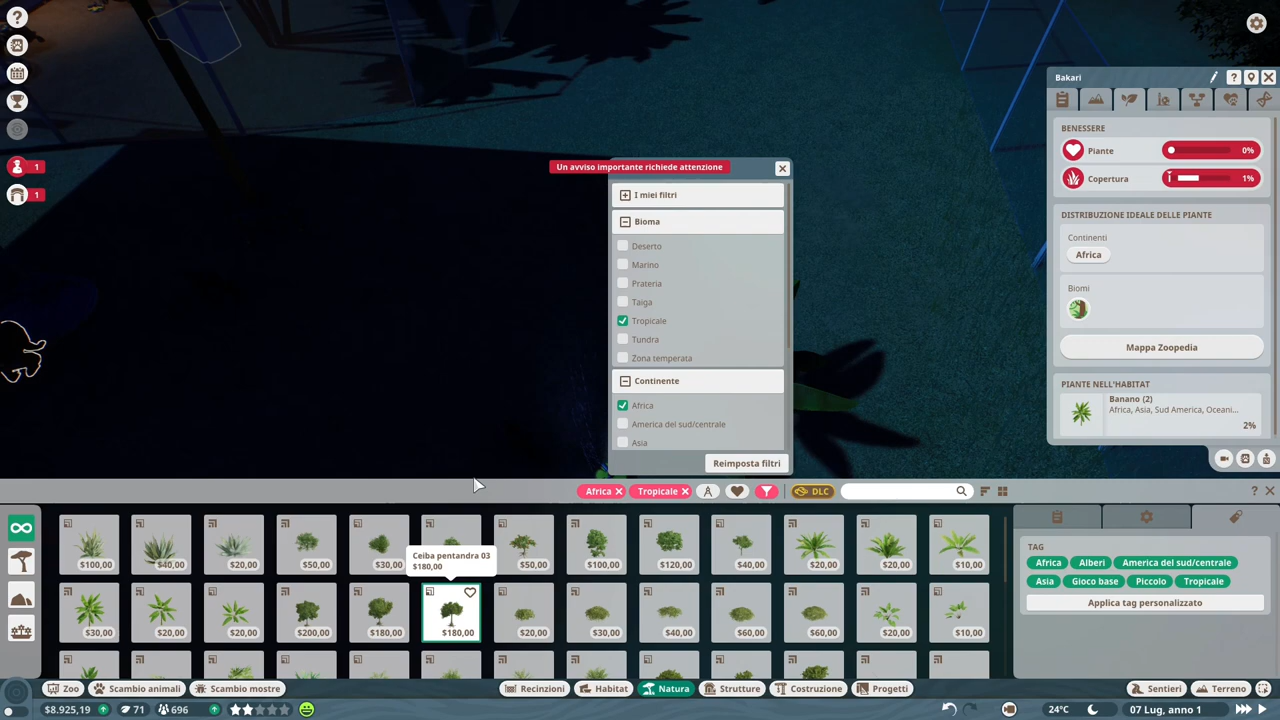 Bakari
BENESSERE
Piante 0%
Copertura 1%
DISTRIBUZIONE IDEALE DELLE PIANTE
Continenti
Africa
Biomi
Mappa Zoopedia
PIANTE NELL'HABITAT
Banano (2)
Africa, Asia, Sud America, Oceani...
2%
1
1
Un avviso importante richiede attenzione
I miei filtri
Bioma
Deserto
Marino
Prateria
Taiga
Tropicale
Tundra
Zona temperata
Continente
Africa
America del sud/centrale
Asia
Reimposta filtri
Africa Tropicale DLC
$100,00 $40,00 $20,00 $50,00 $30,00 $50,00 $100,00 $120,00 $40,00 $20,00 $20,00 $10,00
Ceiba pentandra 03
$180,00
$30,00 $20,00 $20,00 $200,00 $180,00 $180,00 $20,00 $30,00 $40,00 $60,00 $60,00 $20,00 $10,00
TAG
Africa Alberi America del sud/centrale
Asia Gioco base Piccolo Tropicale
Applica tag personalizzato
Zoo Scambio animali Scambio mostre Recinzioni Habitat Natura Strutture Costruzione Progetti Sentieri Terreno
$8.925,19 71 696 24°C 07 Lug, anno 1